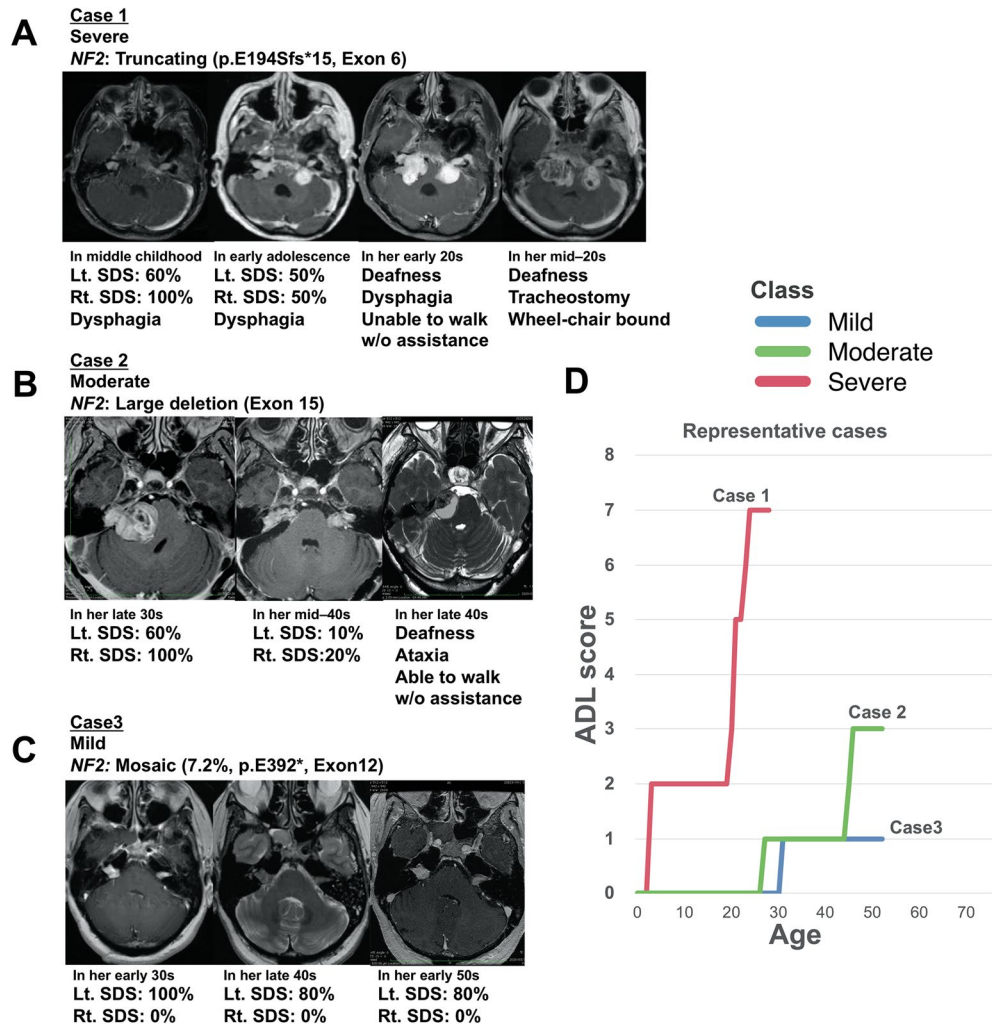 A
Case 1
Severe
NF2: Truncating (p.E194Sfs*15, Exon 6)
In middle childhood
Lt. SDS: 60%
Rt. SDS: 100%
Dysphagia
In early adolescence
Lt. SDS: 50%
Rt. SDS: 50%
Dysphagia
In her early 20s
Deafness
Dysphagia
Unable to walk
w/o assistance
In her mid–20s
Deafness
Tracheostomy
Wheel-chair bound
B
Case 2
Moderate
NF2: Large deletion (Exon 15)
In her late 30s
Lt. SDS: 60%
Rt. SDS: 100%
In her mid–40s
Lt. SDS: 10%
Rt. SDS:20%
In her late 40s
Deafness
Ataxia
Able to walk
w/o assistance
C
Case3
Mild
NF2: Mosaic (7.2%, p.E392*, Exon12)
In her early 30s
Lt. SDS: 100%
Rt. SDS: 0%
In her late 40s
Lt. SDS: 80%
Rt. SDS: 0%
In her early 50s
Lt. SDS: 80%
Rt. SDS: 0%
Class
Mild
Moderate
Severe
D
Representative cases
ADL score
8
7
6
5
4
3
2
1
0
Case 1
Case 2
Case3
0 10 20 30 40 50 60 70
Age